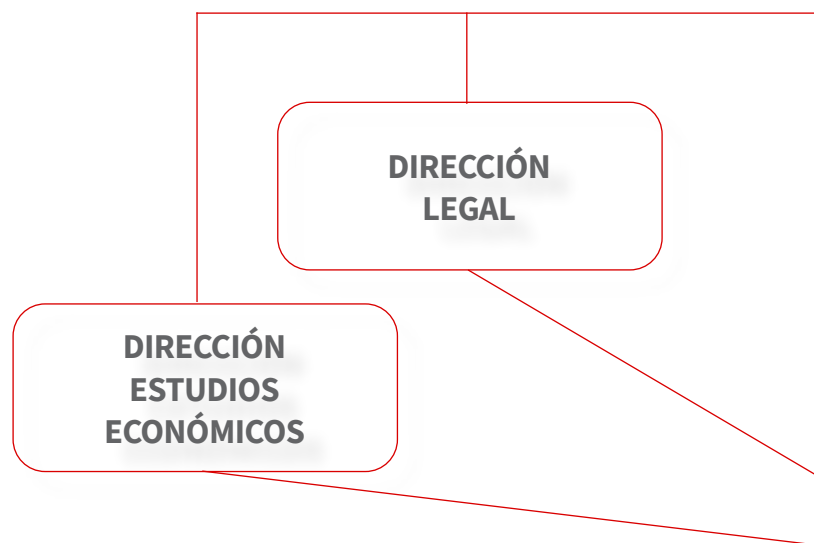 DIRECCIÓN
LEGAL
DIRECCIÓN
ESTUDIOS
ECONÓMICOS